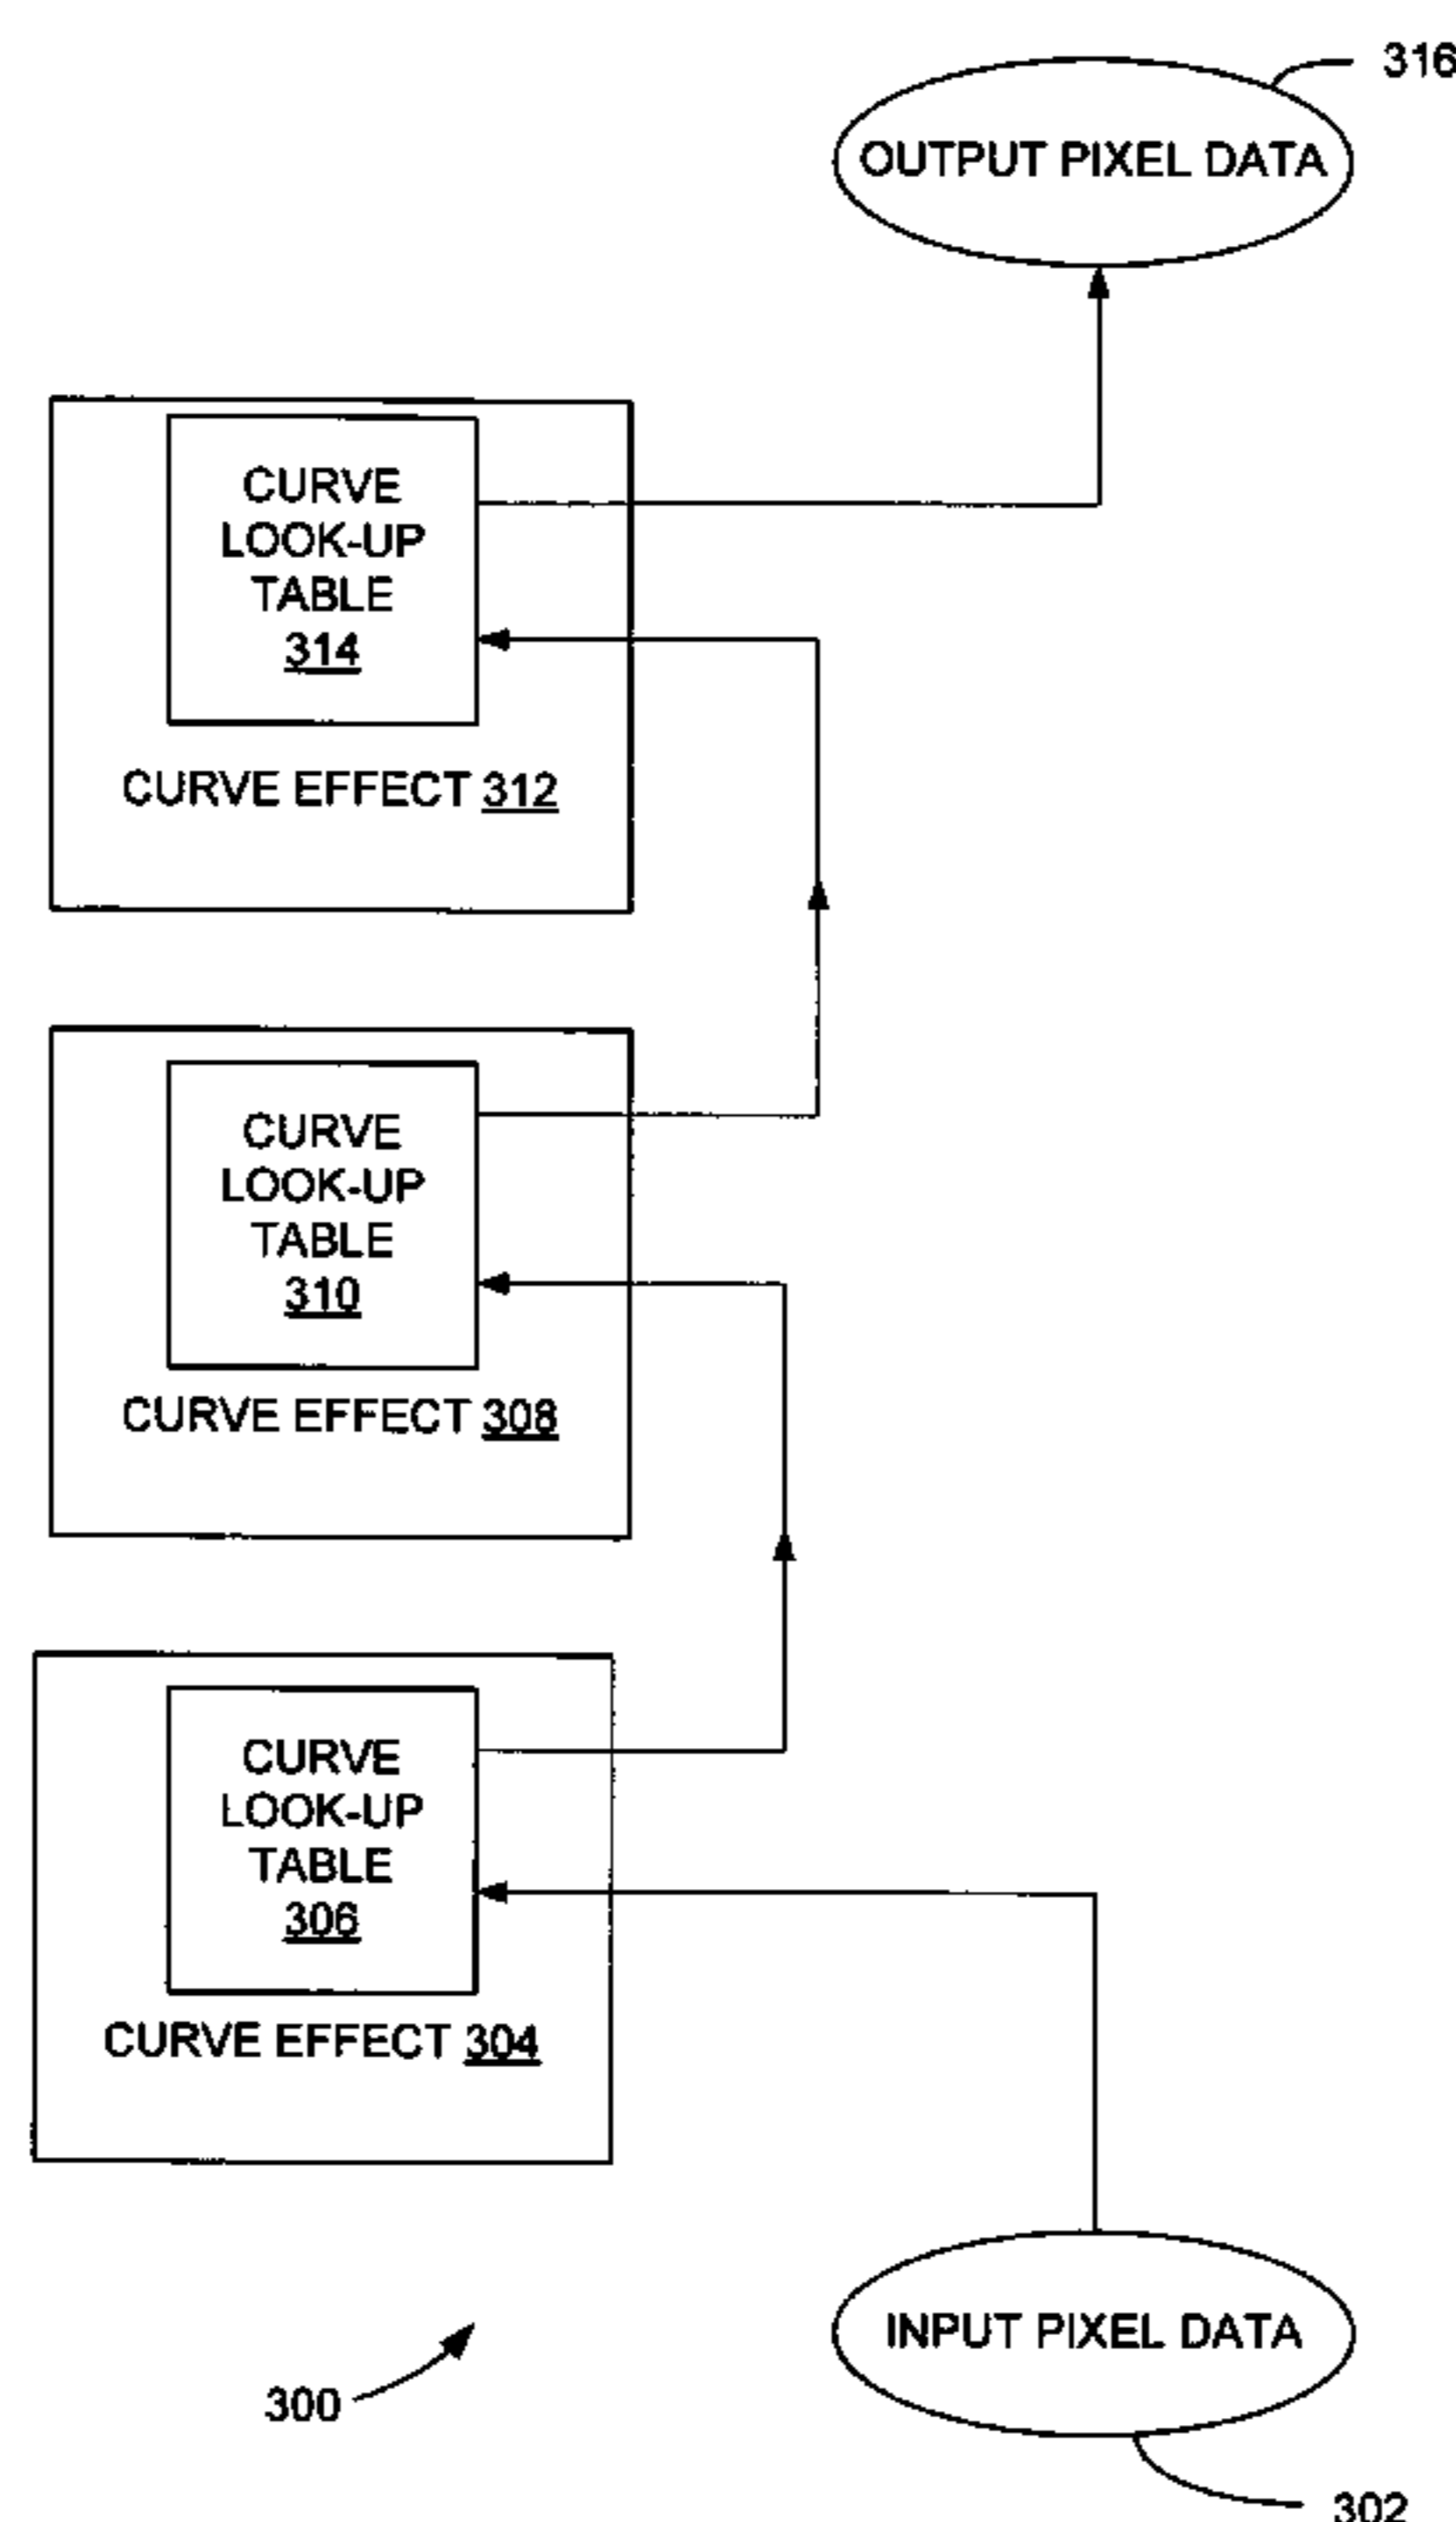 316
OUTPUT PIXEL DATA
CURVE
LOOK-UP
TABLE
314
CURVE EFFECT 312
CURVE
LOOK-UP
TABLE
310
CURVE EFFECT 308
CURVE
LOOK-UP
TABLE
306
CURVE EFFECT 304
INPUT PIXEL DATA
300
302